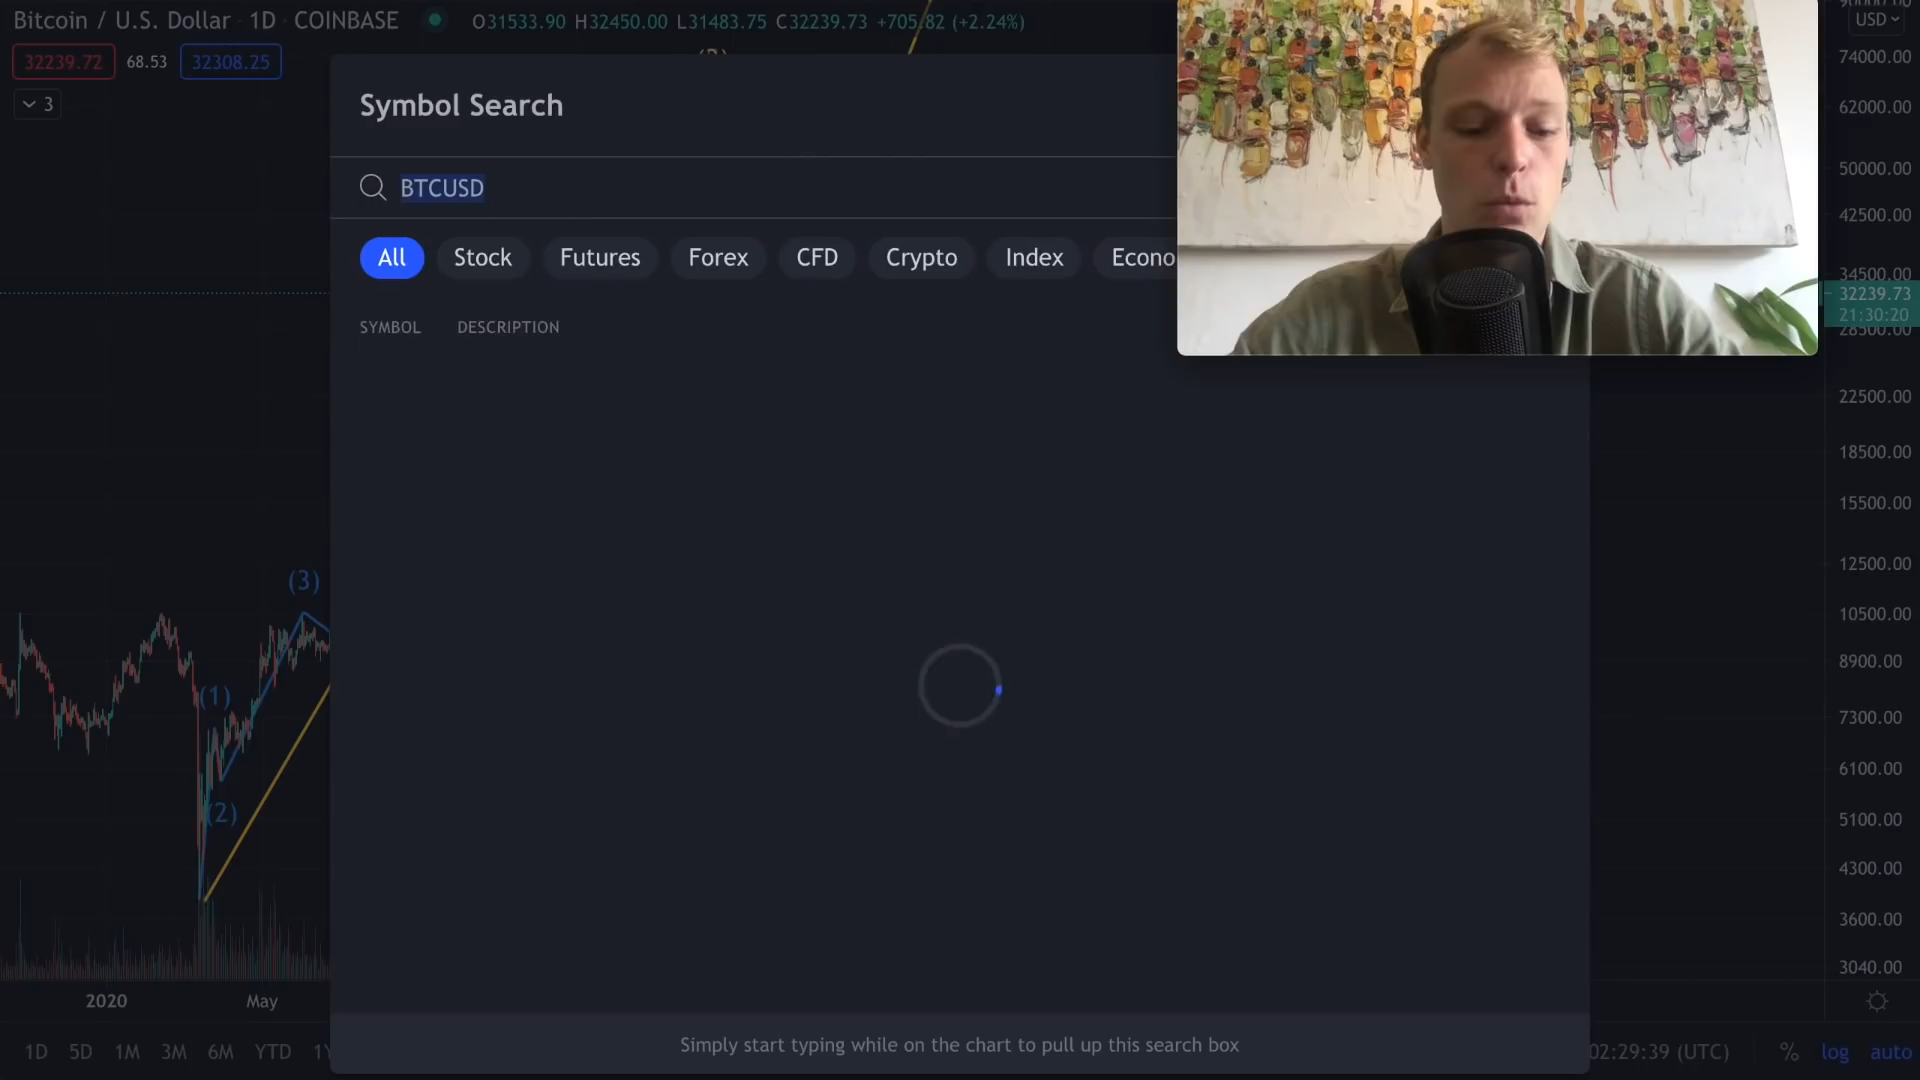 Bitcoin / U.S. Dollar · 1D · COINBASE O31533.90 H32450.00 L31483.75 C32239.73 +705.82 (+2.24%)
USD
32239.72 68.53 32308.25
3
Symbol Search
BTCUSD
All Stock Futures Forex CFD Crypto Index Econo
SYMBOL DESCRIPTION
74000.00
62000.00
50000.00
42500.00
34500.00
32239.73
21:30:20
28500.00
22500.00
18500.00
15500.00
12500.00
10500.00
8900.00
7300.00
6100.00
5100.00
4300.00
3600.00
3040.00
(3)
(1)
(2)
2020 May
Simply start typing while on the chart to pull up this search box
1D 5D 1M 3M 6M YTD 02:29:39 (UTC) % log auto